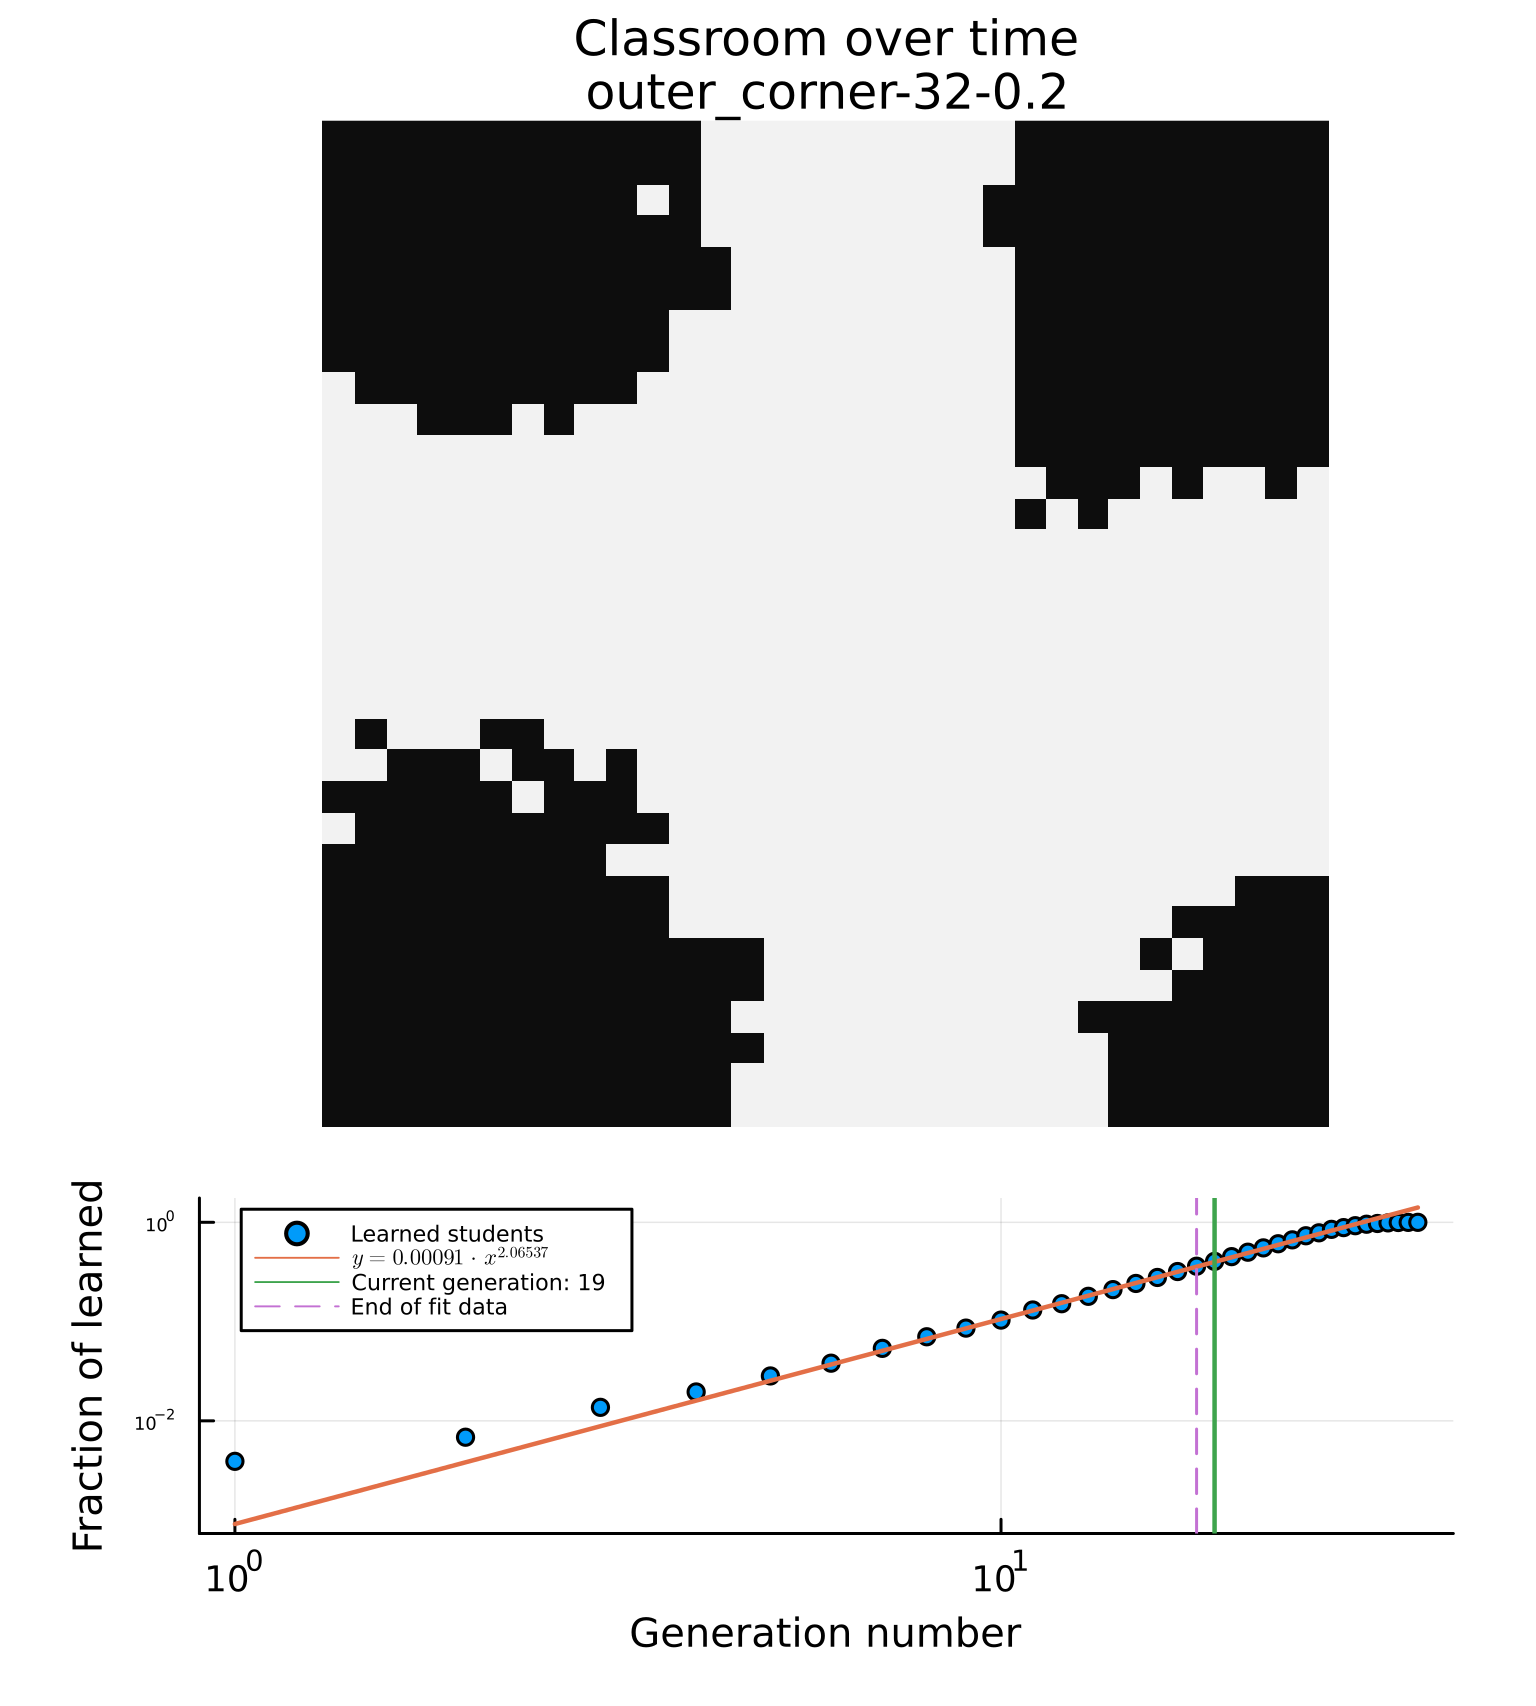 Classroom over time
outer_corner-32-0.2
Fraction of learned
10^0
10^{-2}
Learned students
y = 0.00091 · x^{2.06537}
Current generation: 19
End of fit data
10^0
10^1
Generation number